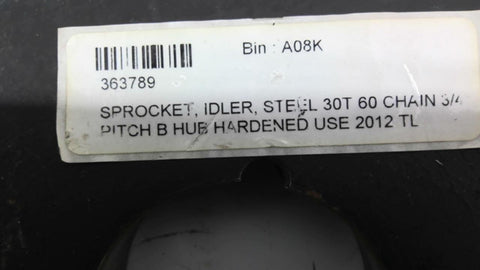 Bin : A08K
363789
SPROCKET, IDLER, STEEL 30T 60 CHAIN 3/4
PITCH B HUB HARDENED USE 2012 TL